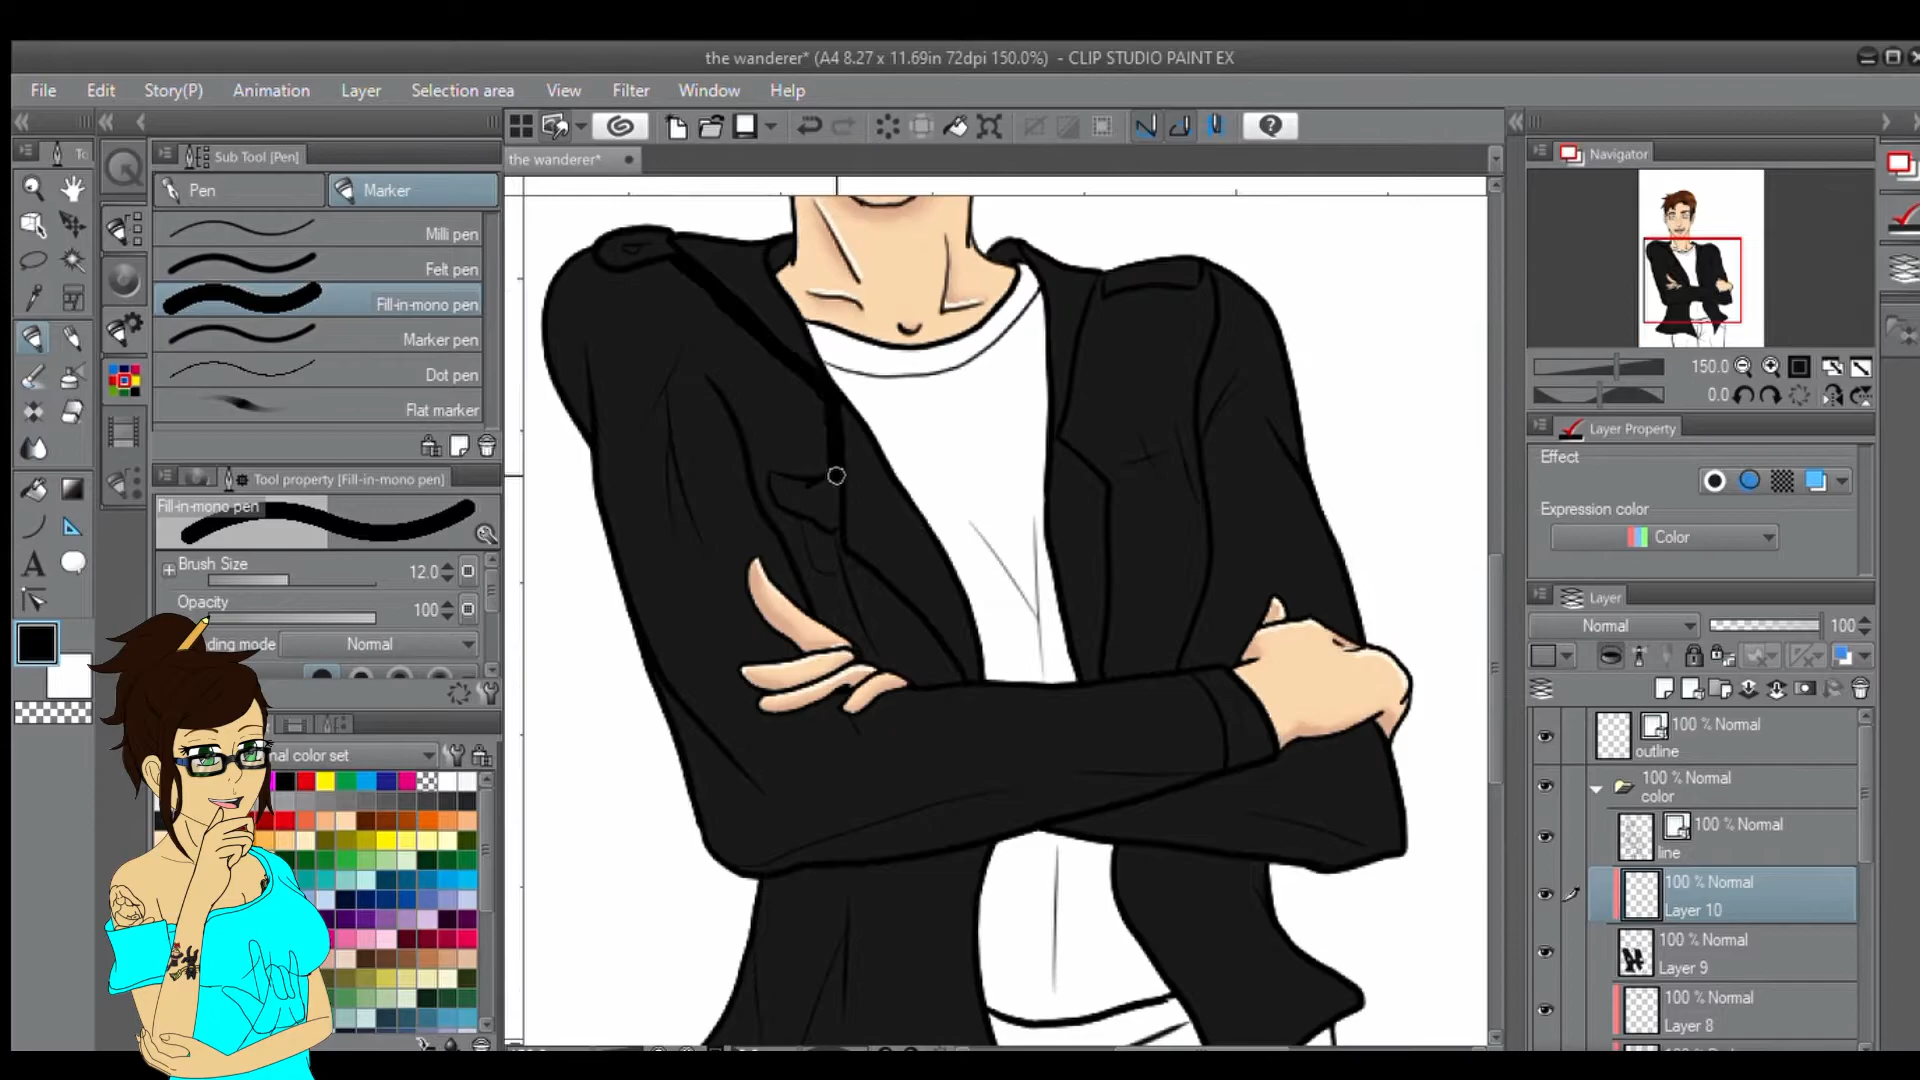 the wanderer* (A4 8.27 x 11.69in 72dpi 150.0%) - CLIP STUDIO PAINT EX
File Edit Story(P) Animation Layer Selection area View Filter Window Help
Sub Tool [Pen]
Pen Marker
Milli pen
Felt pen
Fill-in-mono pen
Marker pen
Dot pen
Flat marker
Tool property [Fill-in-mono pen]
Fill-in-mono pen
Brush Size 12.0
Opacity 100
ding mode Normal
nal color set
the wanderer*
Navigator
150.0
0.0
Layer Property
Effect
Expression color
Color
Layer
Normal 100
100 % Normal
outline
100 % Normal
color
100 % Normal
line
100 % Normal
Layer 10
100 % Normal
Layer 9
100 % Normal
Layer 8